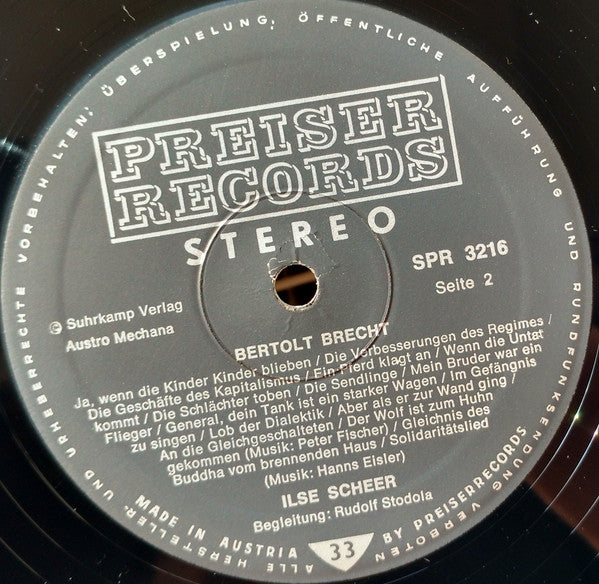 ALLE HERSTELLER- UND URHEBERRECHTE VORBEHALTEN; ÜBERSPIELUNG, ÖFFENTLICHE AUFFÜHRUNG UND RUNDFUNKSENDUNG VERBOTEN
PREISER
RECORDS
STEREO
SPR 3216
Seite 2
© Suhrkamp Verlag
Austro Mechana
BERTOLT BRECHT
Ja, wenn die Kinder Kinder blieben / Die Verbesserungen des Regimes /
Die Geschäfte des Kapitalismus / Ein Pferd klagt an / Wenn die Untat
kommt / Die Schlächter toben / Die Sendlinge / Mein Bruder war ein
Flieger / General, dein Tank ist ein starker Wagen / Im Gefängnis
zu singen / Lob der Dialektik / Aber als er zur Wand ging /
An die Gleichgeschalteten / Der Wolf ist zum Huhn
gekommen (Musik: Peter Fischer) / Gleichnis des
Buddha vom brennenden Haus / Solidaritätslied
(Musik: Hanns Eisler)
ILSE SCHEER
Begleitung: Rudolf Stodola
MADE IN AUSTRIA
33
BY PREISERRECORDS